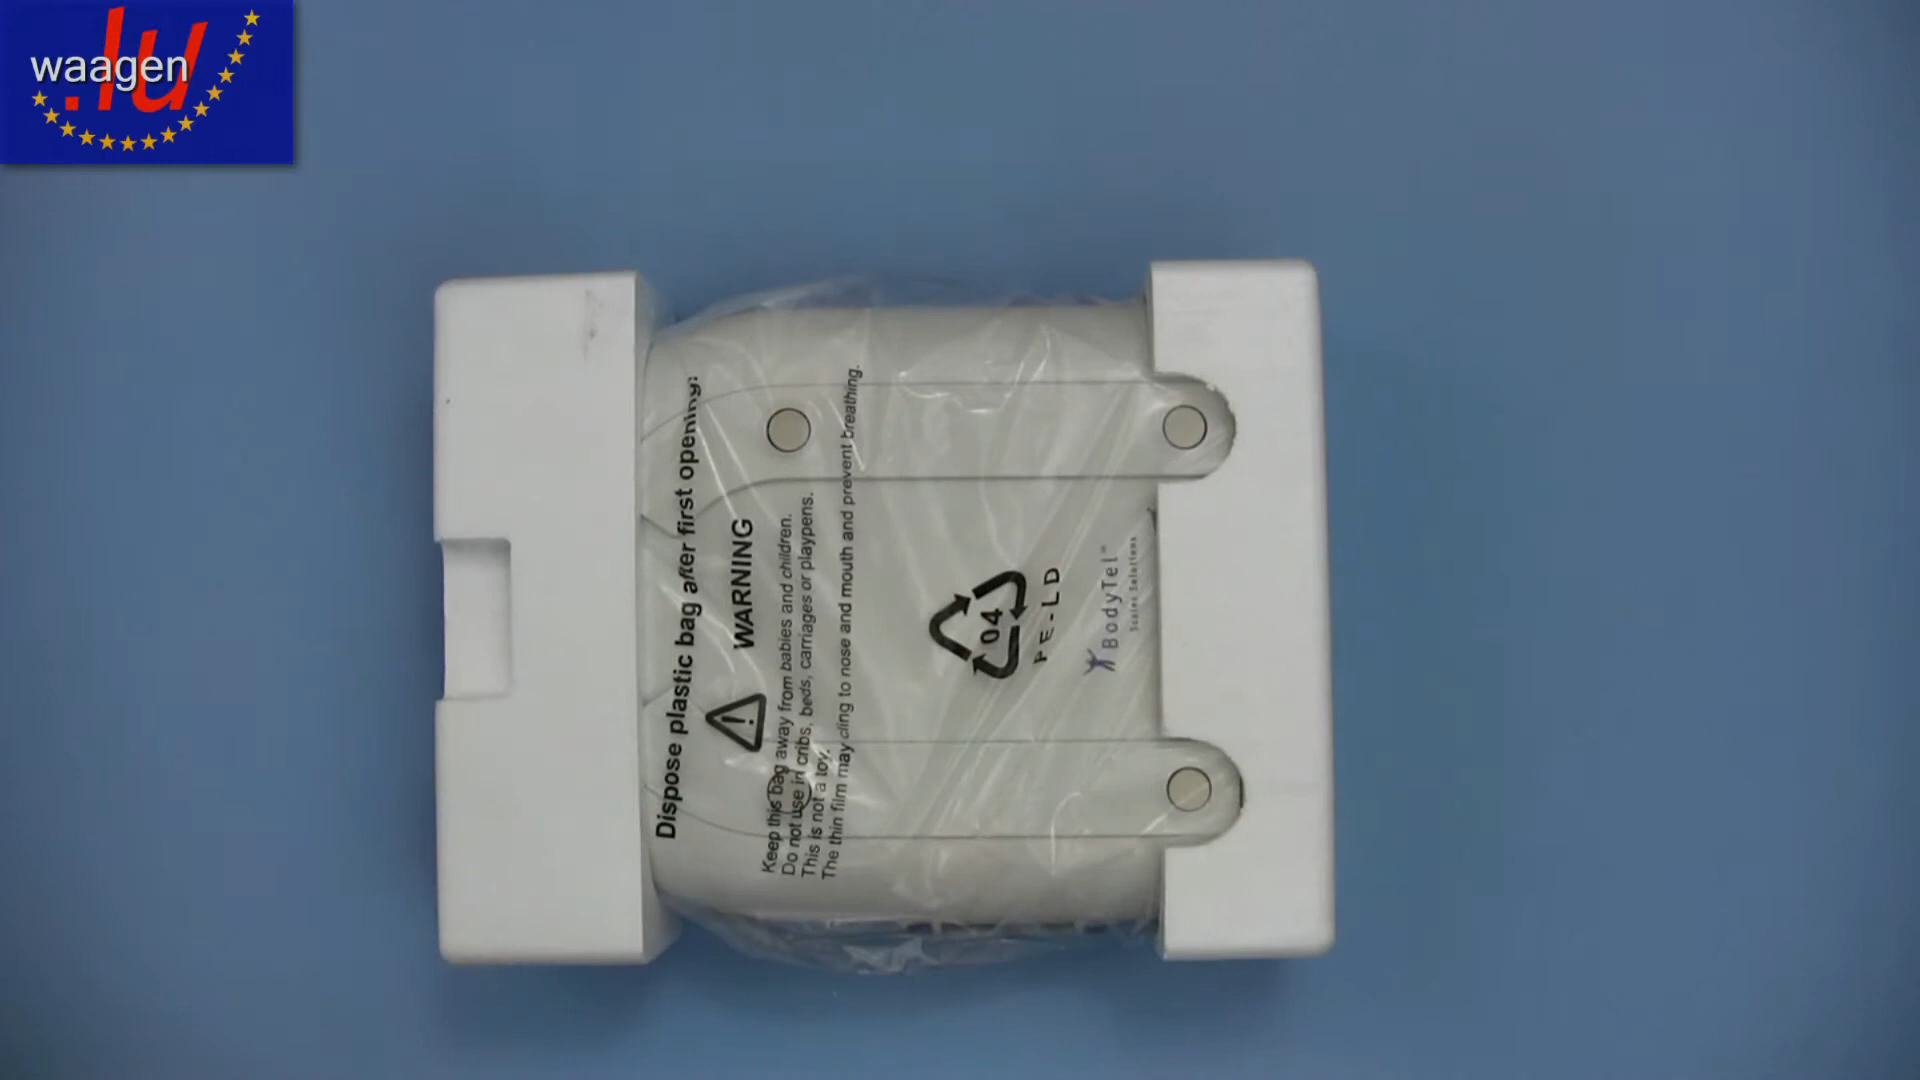 waagen
.lu
Dispose plastic bag after first opening:
WARNING
Keep this bag away from babies and children.
Do not use in cribs, beds, carriages or playpens.
This is not a toy.
The thin film may cling to nose and mouth and prevent breathing.
04
PE-LD
BodyTel™
Scales Solutions